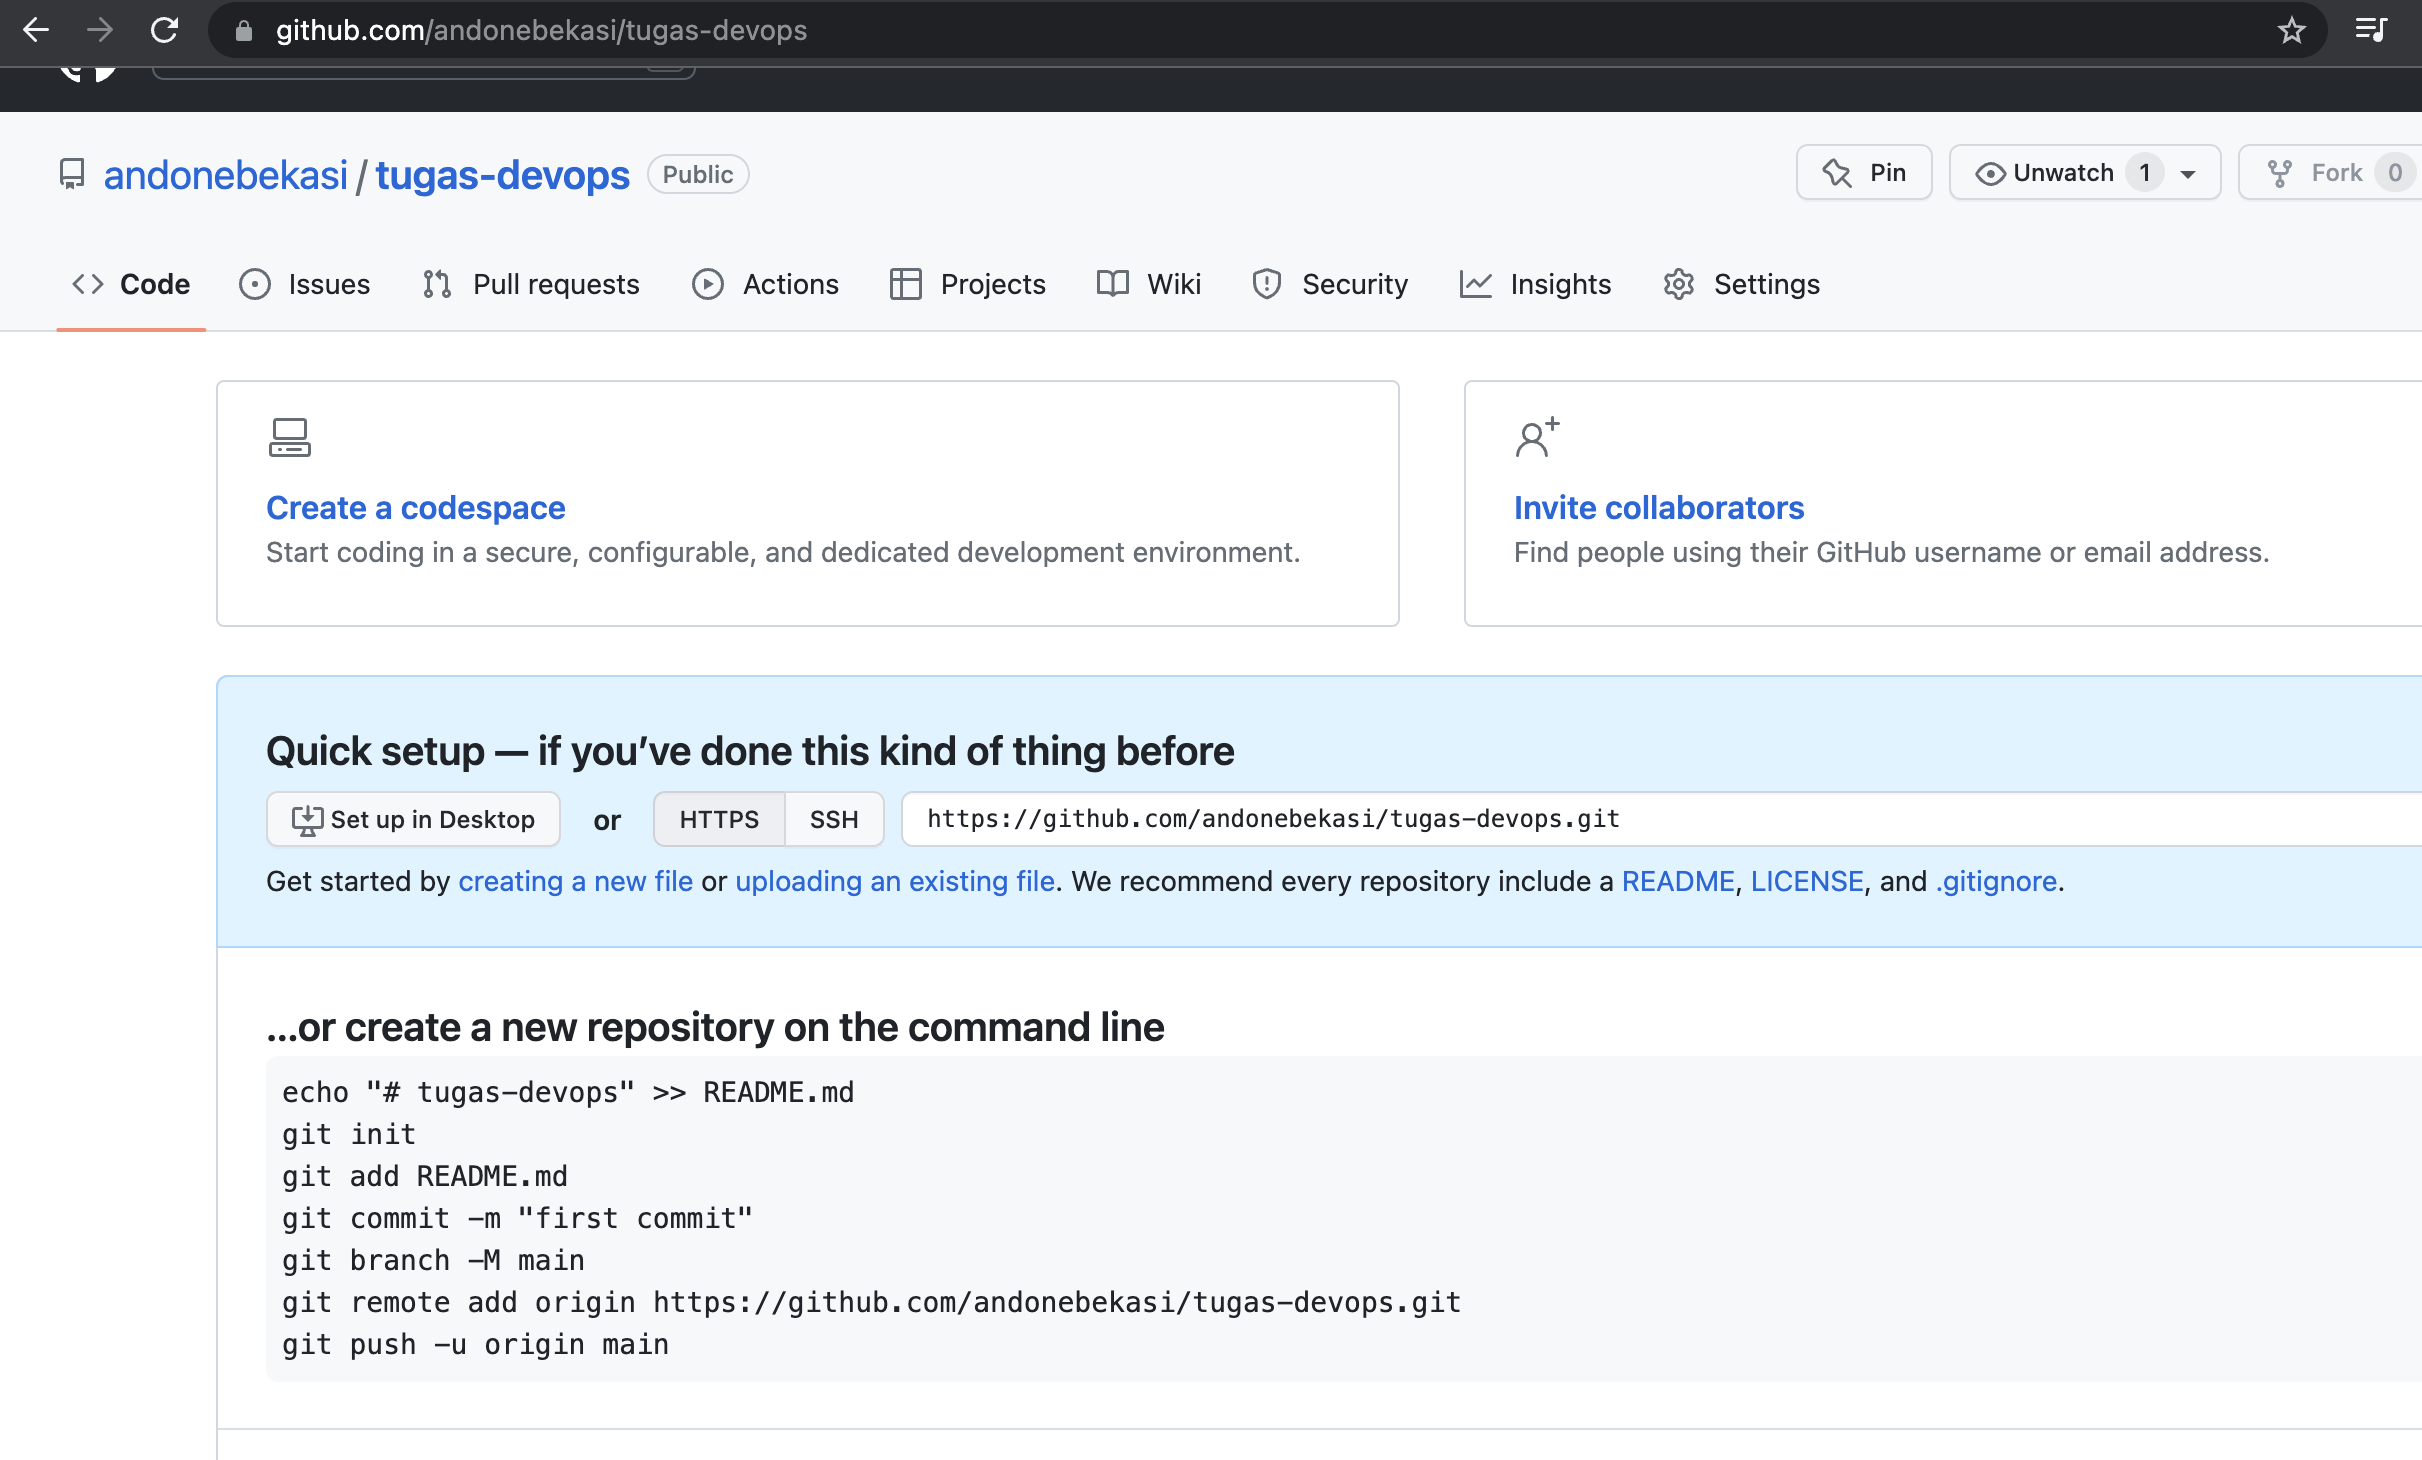 github.com/andonebekasi/tugas-devops
andonebekasi / tugas-devops Public
Pin Unwatch 1 Fork 0
Code Issues Pull requests Actions Projects Wiki Security Insights Settings
Create a codespace
Start coding in a secure, configurable, and dedicated development environment.
Invite collaborators
Find people using their GitHub username or email address.
Quick setup — if you’ve done this kind of thing before
Set up in Desktop or HTTPS SSH https://github.com/andonebekasi/tugas-devops.git
Get started by creating a new file or uploading an existing file. We recommend every repository include a README, LICENSE, and .gitignore.
…or create a new repository on the command line
echo "# tugas-devops" >> README.md
git init
git add README.md
git commit -m "first commit"
git branch -M main
git remote add origin https://github.com/andonebekasi/tugas-devops.git
git push -u origin main